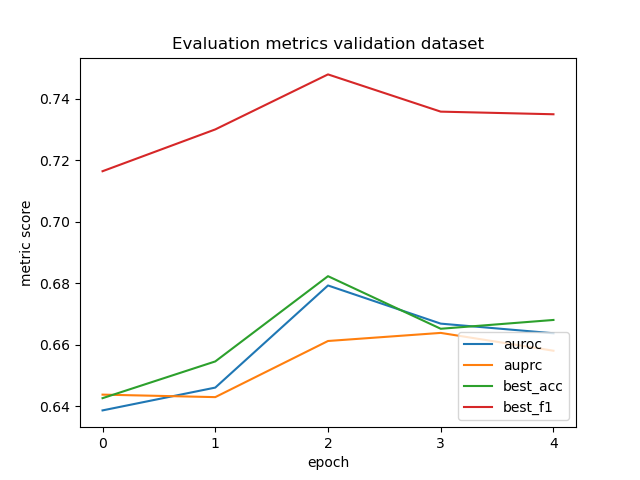 Evaluation metrics validation dataset
metric score
0.74
0.72
0.70
0.68
0.66
0.64
auroc
auprc
best_acc
best_f1
0 1 2 3 4
epoch